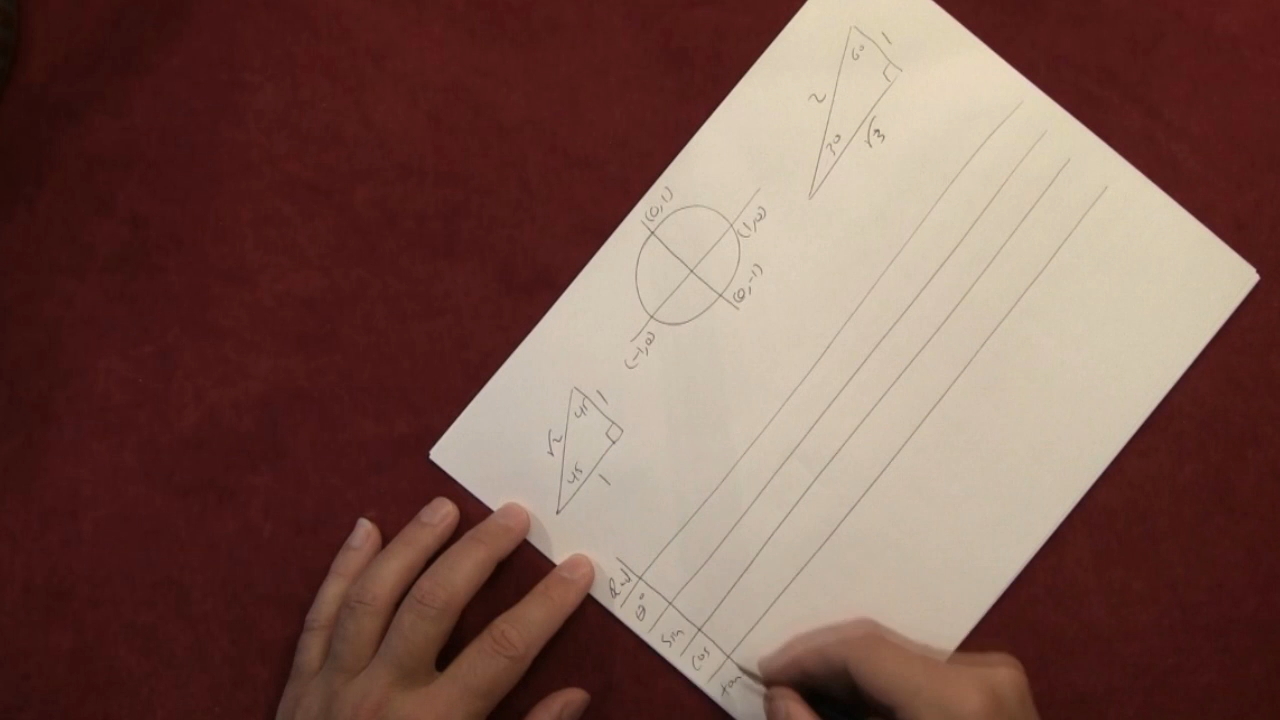 √2
45
45
1
1
(0,1)
(-1,0)
(1,0)
(0,-1)
2
60
1
30
√3
Rad
θ°
Sin
Cos
tan